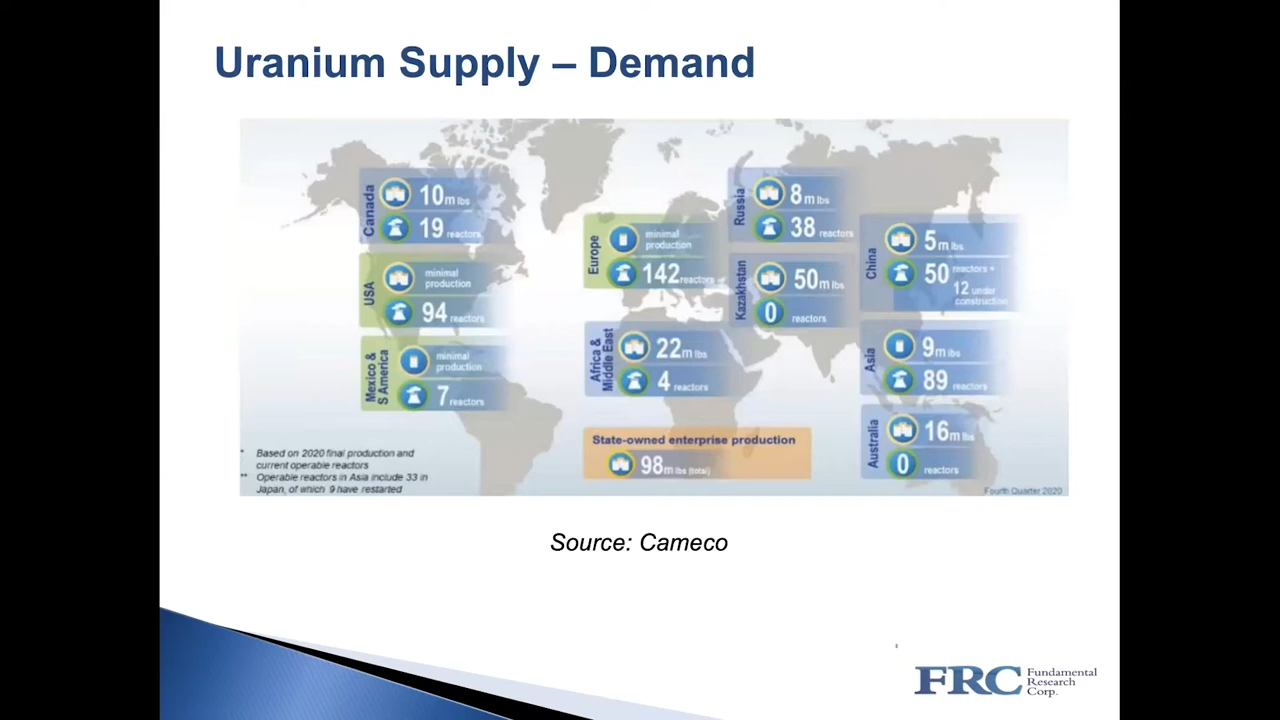 Uranium Supply – Demand
Canada
10m lbs
19 reactors
USA
minimal
production
94 reactors
Mexico &
S America
minimal
production
7 reactors
Europe
minimal
production
142 reactors
Africa &
Middle East
22m lbs
4 reactors
Russia
8m lbs
38 reactors
Kazakhstan
50m lbs
0 reactors
China
5m lbs
50 reactors +
12 under
construction
Asia
9m lbs
89 reactors
Australia
16m lbs
0 reactors
State-owned enterprise production
98m lbs (total)
* Based on 2020 final production and
current operable reactors
** Operable reactors in Asia include 33 in
Japan, of which 9 have restarted
Fourth Quarter 2020
Source: Cameco
FRC
Fundamental
Research
Corp.